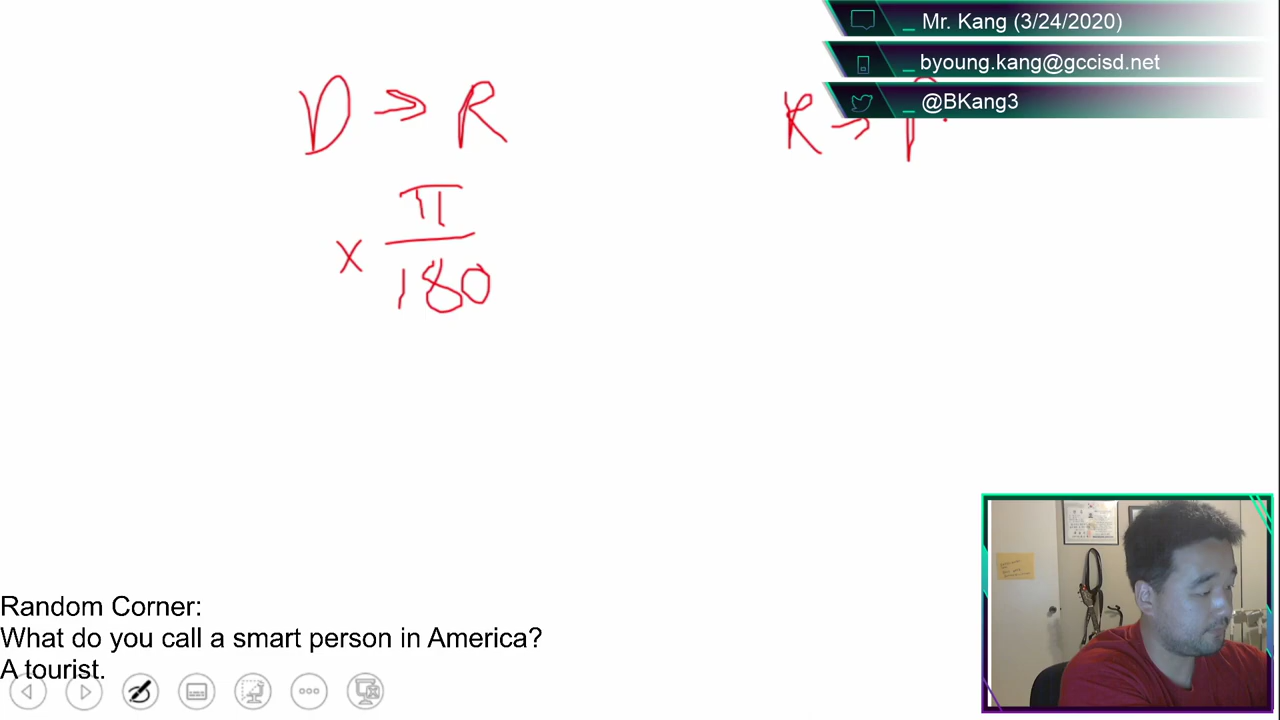 _ Mr. Kang (3/24/2020)
_ byoung.kang@gccisd.net
_ @BKang3
D → R
R →
π
x
180
Random Corner:
What do you call a smart person in America?
A tourist.